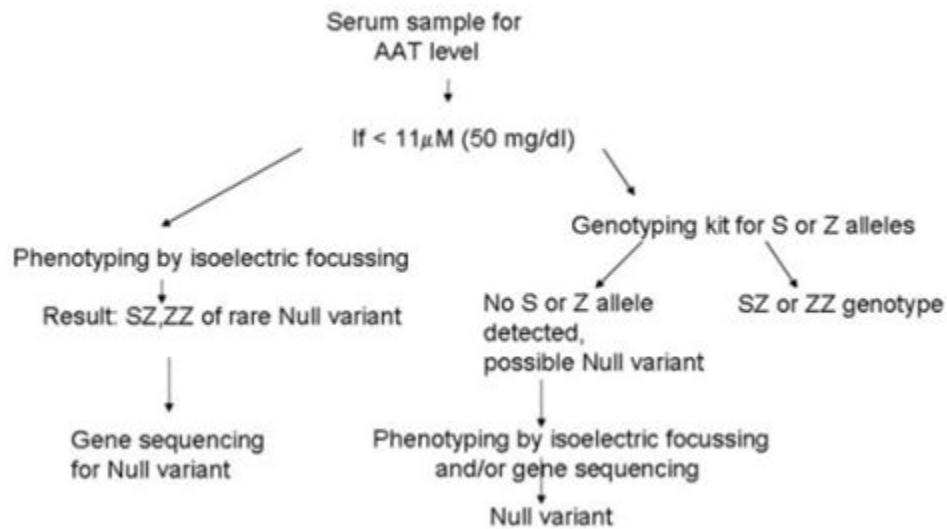 Serum sample for
AAT level
If < 11μM (50 mg/dl)
Genotyping kit for S or Z alleles
Phenotyping by isoelectric focussing
Result: SZ,ZZ of rare Null variant
No S or Z allele
detected,
possible Null variant
SZ or ZZ genotype
Gene sequencing
for Null variant
Phenotyping by isoelectric focussing
and/or gene sequencing
Null variant